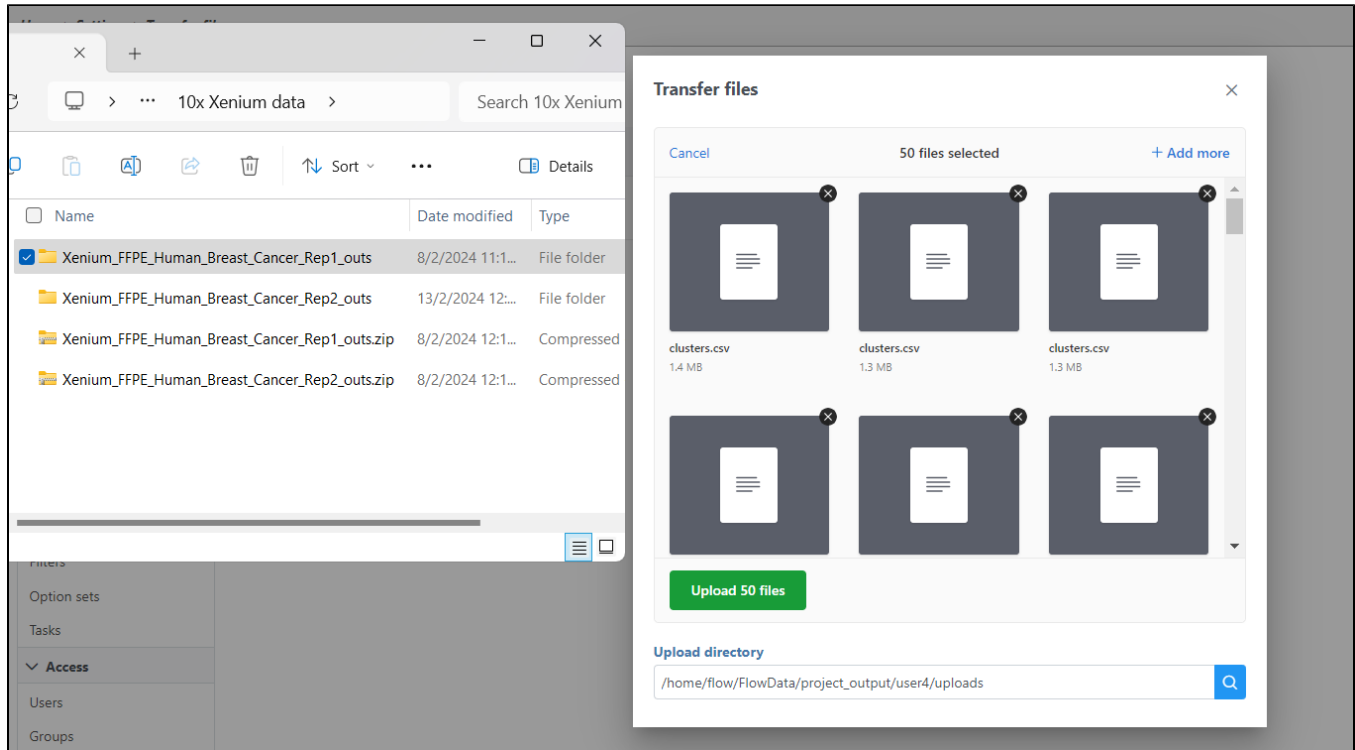 10x Xenium data
Search 10x Xenium
Sort
Details
Name
Date modified
Type
Xenium_FFPE_Human_Breast_Cancer_Rep1_outs
8/2/2024 11:1...
File folder
Xenium_FFPE_Human_Breast_Cancer_Rep2_outs
13/2/2024 12:...
File folder
Xenium_FFPE_Human_Breast_Cancer_Rep1_outs.zip
8/2/2024 12:1...
Compressed
Xenium_FFPE_Human_Breast_Cancer_Rep2_outs.zip
8/2/2024 12:1...
Compressed
Filters
Option sets
Tasks
Access
Users
Groups
Transfer files
Cancel
50 files selected
+ Add more
clusters.csv
1.4 MB
clusters.csv
1.3 MB
clusters.csv
1.3 MB
Upload 50 files
Upload directory
/home/flow/FlowData/project_output/user4/uploads